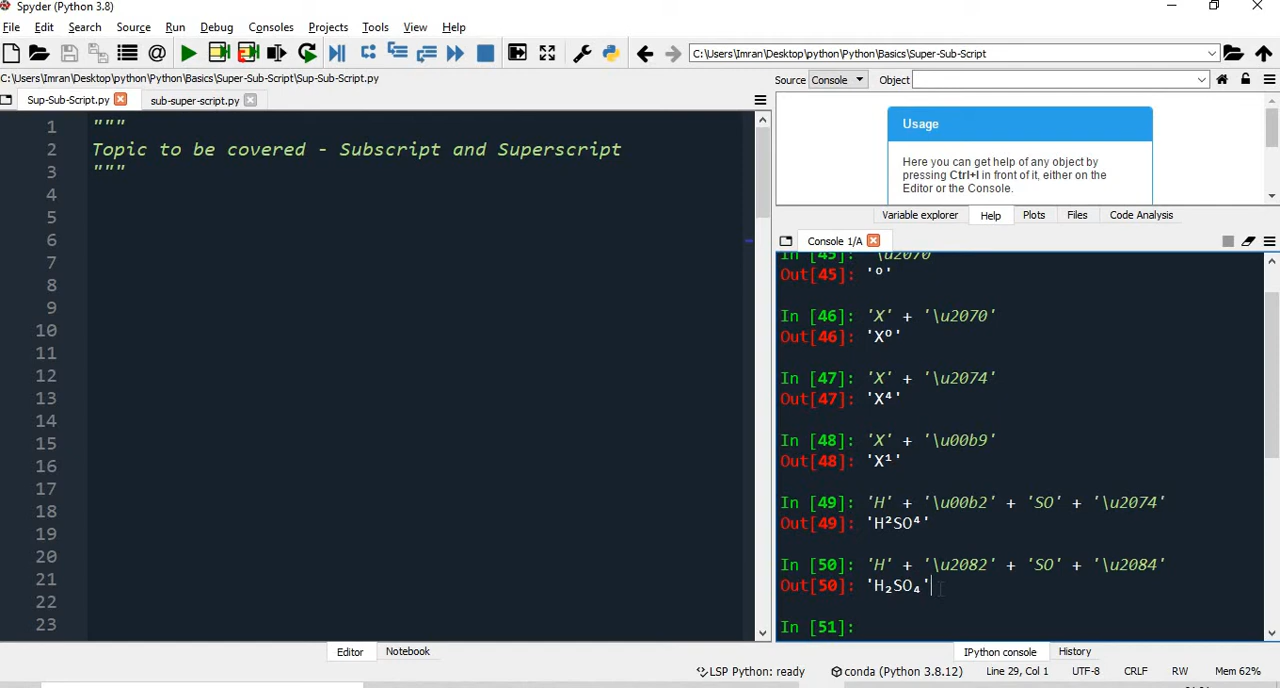 Spyder (Python 3.8)
File Edit Search Source Run Debug Consoles Projects Tools View Help
C:\Users\Imran\Desktop\python\Python\Basics\Super-Sub-Script
C:\Users\Imran\Desktop\python\Python\Basics\Super-Sub-Script\Sup-Sub-Script.py
Source Console Object
Sup-Sub-Script.py sub-super-script.py
1 """
2 Topic to be covered - Subscript and Superscript
3 """
4
5
6
7
8
9
10
11
12
13
14
15
16
17
18
19
20
21
22
23
Usage
Here you can get help of any object by
pressing Ctrl+I in front of it, either on the
Editor or the Console.
Variable explorer Help Plots Files Code Analysis
Console 1/A
In [45]: '\u2070'
Out[45]: '⁰'
In [46]: 'X' + '\u2070'
Out[46]: 'X⁰'
In [47]: 'X' + '\u2074'
Out[47]: 'X⁴'
In [48]: 'X' + '\u00b9'
Out[48]: 'X¹'
In [49]: 'H' + '\u00b2' + 'SO' + '\u2074'
Out[49]: 'H²SO⁴'
In [50]: 'H' + '\u2082' + 'SO' + '\u2084'
Out[50]: 'H₂SO₄'
In [51]:
Editor Notebook
IPython console History
LSP Python: ready conda (Python 3.8.12) Line 29, Col 1 UTF-8 CRLF RW Mem 62%